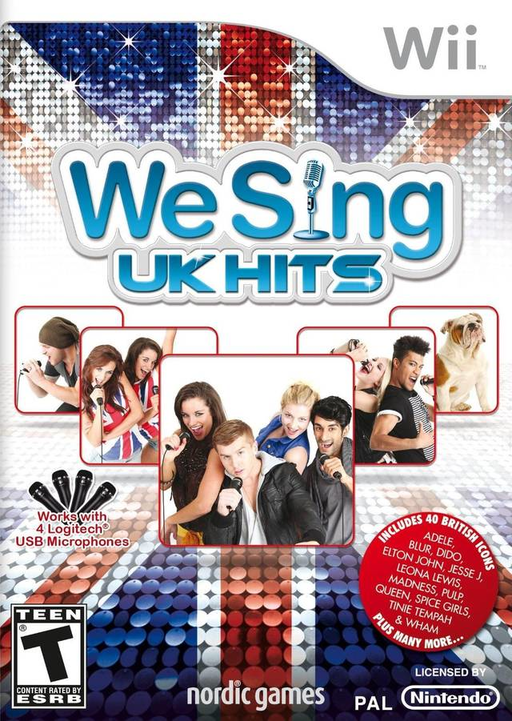 Wii
TM
We Sing
UK HITS
Works with
4 Logitech®
USB Microphones
INCLUDES 40 BRITISH ICONS
ADELE,
BLUR, DIDO
ELTON JOHN, JESSE J,
LEONA LEWIS,
MADNESS, PULP
QUEEN, SPICE GIRLS,
TINIE TEMPAH
& WHAM
PLUS MANY MORE...
TEEN
T
CONTENT RATED BY
ESRB
nordic games
PAL
LICENSED BY
Nintendo®